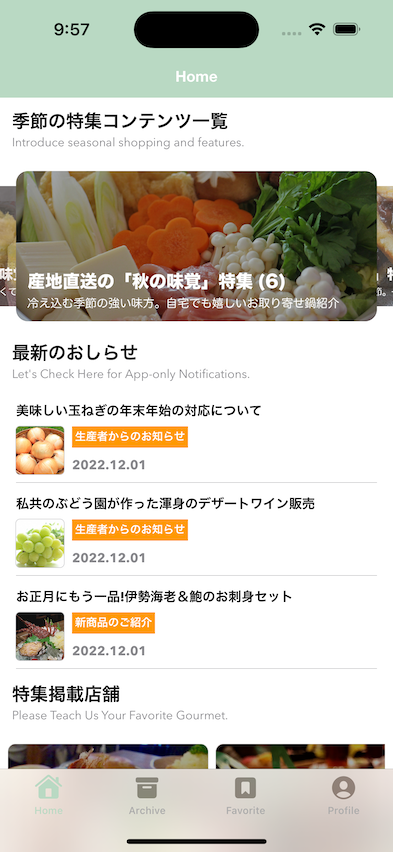 9:57
Home
季節の特集コンテンツ一覧
Introduce seasonal shopping and features.
産地直送の「秋の味覚」特集 (6)
冷え込む季節の強い味方。自宅でも嬉しいお取り寄せ鍋紹介
最新のおしらせ
Let's Check Here for App-only Notifications.
美味しい玉ねぎの年末年始の対応について
生産者からのお知らせ
2022.12.01
私共のぶどう園が作った渾身のデザートワイン販売
生産者からのお知らせ
2022.12.01
お正月にもう一品!伊勢海老&鮑のお刺身セット
新商品のご紹介
2022.12.01
特集掲載店舗
Please Teach Us Your Favorite Gourmet.
Home
Archive
Favorite
Profile